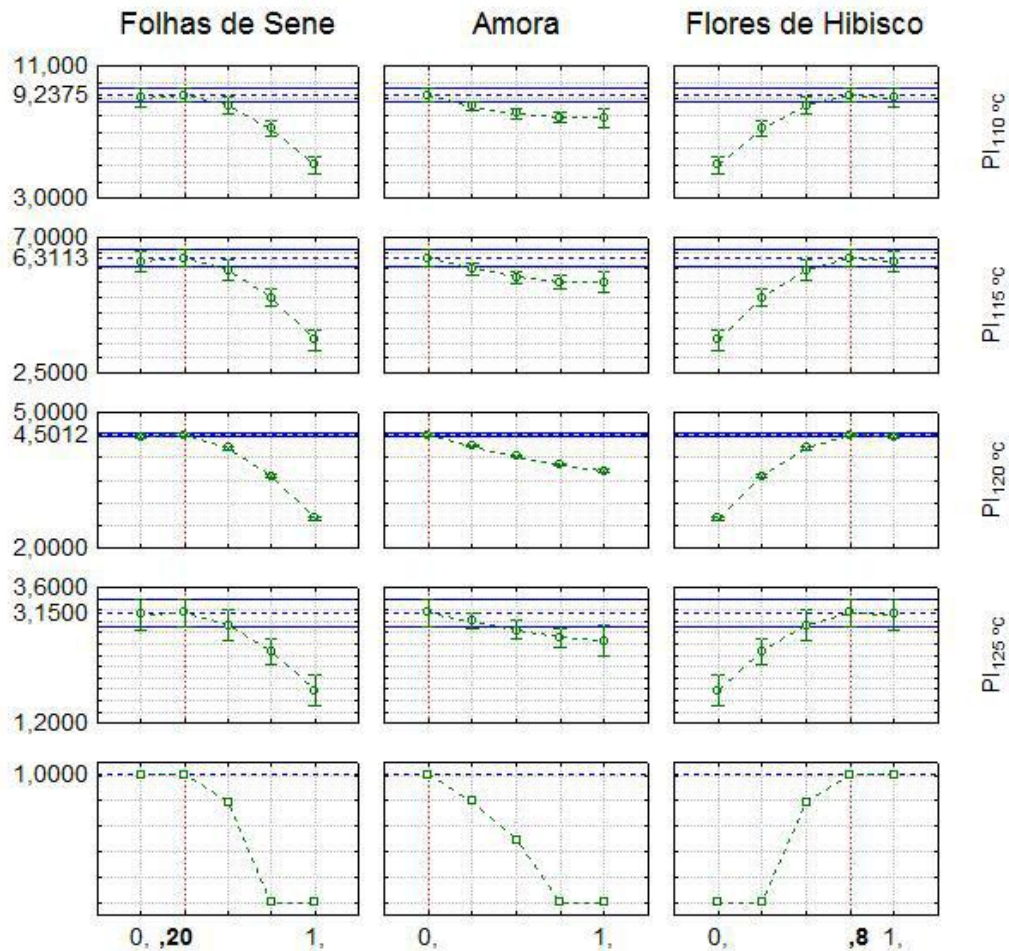 Folhas de Sene Amora Flores de Hibisco
11,000
9,2375
3,0000
PI110 ºC
7,0000
6,3113
2,5000
PI115 ºC
5,0000
4,5012
2,0000
PI120 ºC
3,6000
3,1500
1,2000
PI125 ºC
1,0000
0, ,20 1, 0, 1, 0, ,8 1,